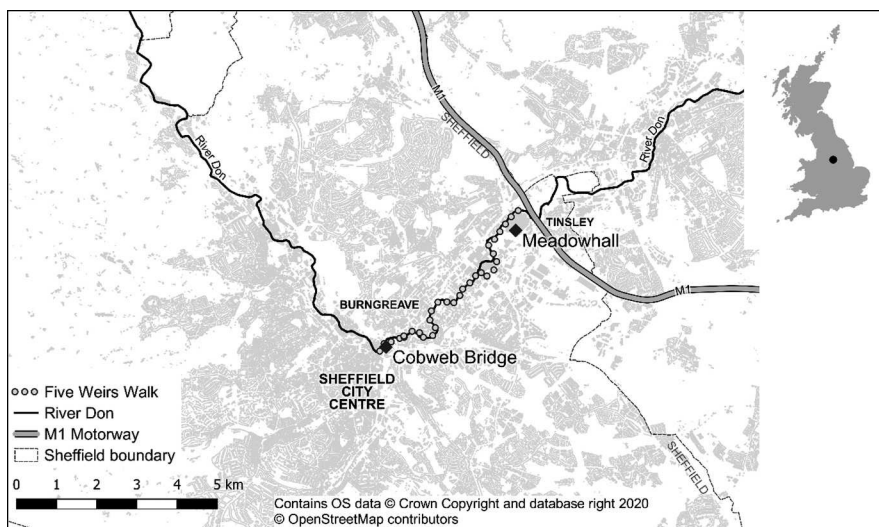 M1
SHEFFIELD
River Don
River Don
TINSLEY
Meadowhall
M1
BURNGREAVE
Cobweb Bridge
SHEFFIELD
CITY
CENTRE
SHEFFIELD
Five Weirs Walk
River Don
M1 Motorway
Sheffield boundary
0 1 2 3 4 5 km
Contains OS data © Crown Copyright and database right 2020
© OpenStreetMap contributors